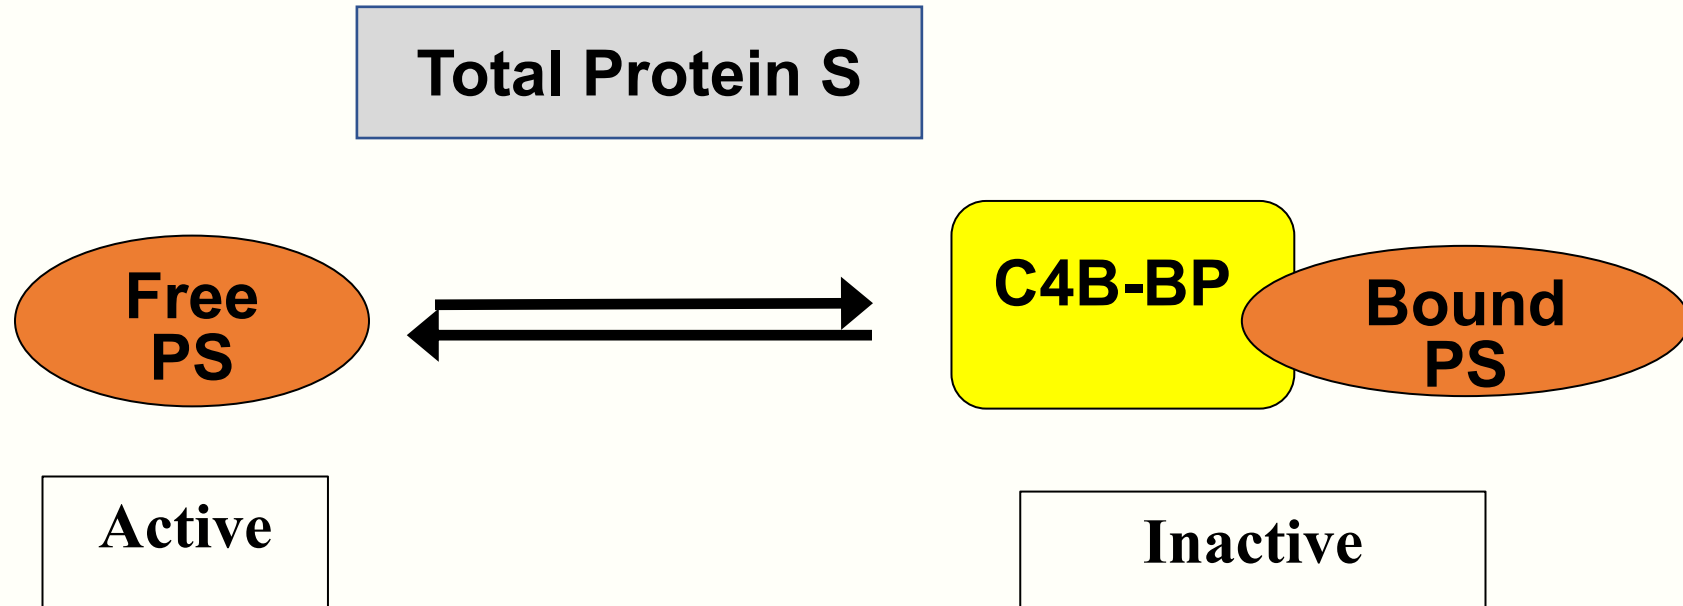 Total Protein S
Free
PS
C4B-BP
Bound
PS
Active
Inactive